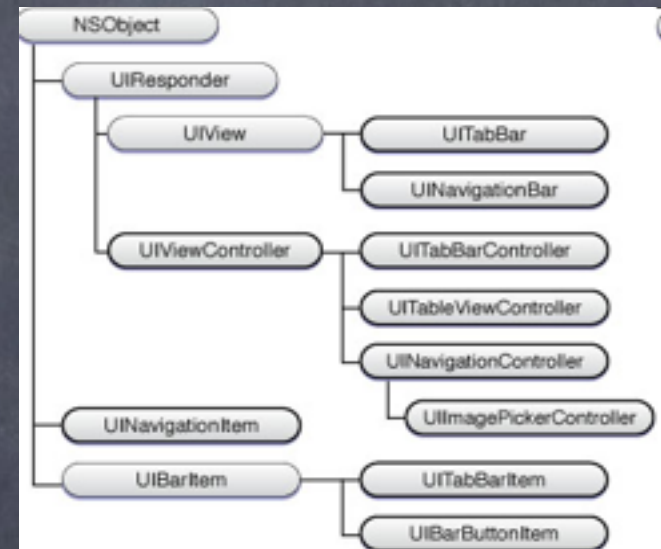 NSObject
UIResponder
UIView
UITabBar
UINavigationBar
UIViewController
UITabBarController
UITableViewController
UINavigationController
UIImagePickerController
UINavigationItem
UIBarItem
UITabBarItem
UIBarButtonItem